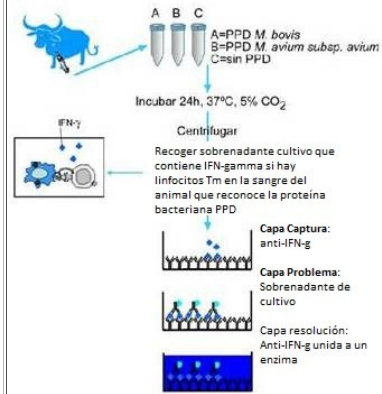 A B C
A=PPD M. bovis
B=PPD M. avium subsp. avium
C=sin PPD
Incubar 24h, 37ºC, 5% CO2
Centrifugar
IFN-γ
Recoger sobrenadante cultivo que
contiene IFN-gamma si hay
linfocitos Tm en la sangre del
animal que reconoce la proteína
bacteriana PPD
Capa Captura:
anti-IFN-g
Capa Problema:
Sobrenadante de
cultivo
Capa resolución:
Anti-IFN-g unida a un
enzima